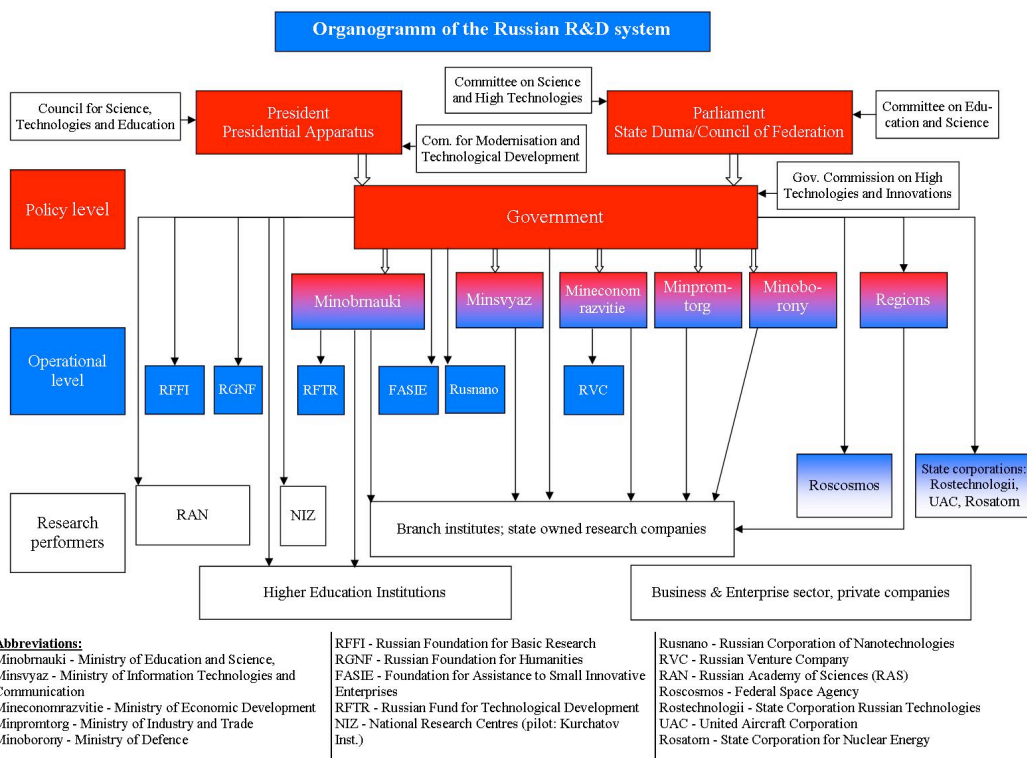 Organogramm of the Russian R&D system
Committee on Science
and High Technologies
Council for Science,
Technologies and Education
President
Presidential Apparatus
Parliament
State Duma/Council of Federation
Committee on Edu-
cation and Science
Com. for Modernisation and
Technological Development
Gov. Commission on High
Technologies and Innovations
Policy level
Government
Minobrnauki
Minsvyaz
Mineconom
razvitie
Minprom-
torg
Minobo-
rony
Regions
Operational
level
RFFI
RGNF
RFTR
FASIE
Rusnano
RVC
Roscosmos
State corporations:
Rostechnologii,
UAC, Rosatom
Research
performers
RAN
NIZ
Branch institutes; state owned research companies
Higher Education Institutions
Business & Enterprise sector, private companies
Abbreviations:
Minobrnauki - Ministry of Education and Science,
Minsvyaz - Ministry of Information Technologies and
Communication
Mineconomrazvitie - Ministry of Economic Development
Minpromtorg - Ministry of Industry and Trade
Minoborony - Ministry of Defence
RFFI - Russian Foundation for Basic Research
RGNF - Russian Foundation for Humanities
FASIE - Foundation for Assistance to Small Innovative
Enterprises
RFTR - Russian Fund for Technological Development
NIZ - National Research Centres (pilot: Kurchatov
Inst.)
Rusnano - Russian Corporation of Nanotechnologies
RVC - Russian Venture Company
RAN - Russian Academy of Sciences (RAS)
Roscosmos - Federal Space Agency
Rostechnologii - State Corporation Russian Technologies
UAC - United Aircraft Corporation
Rosatom - State Corporation for Nuclear Energy